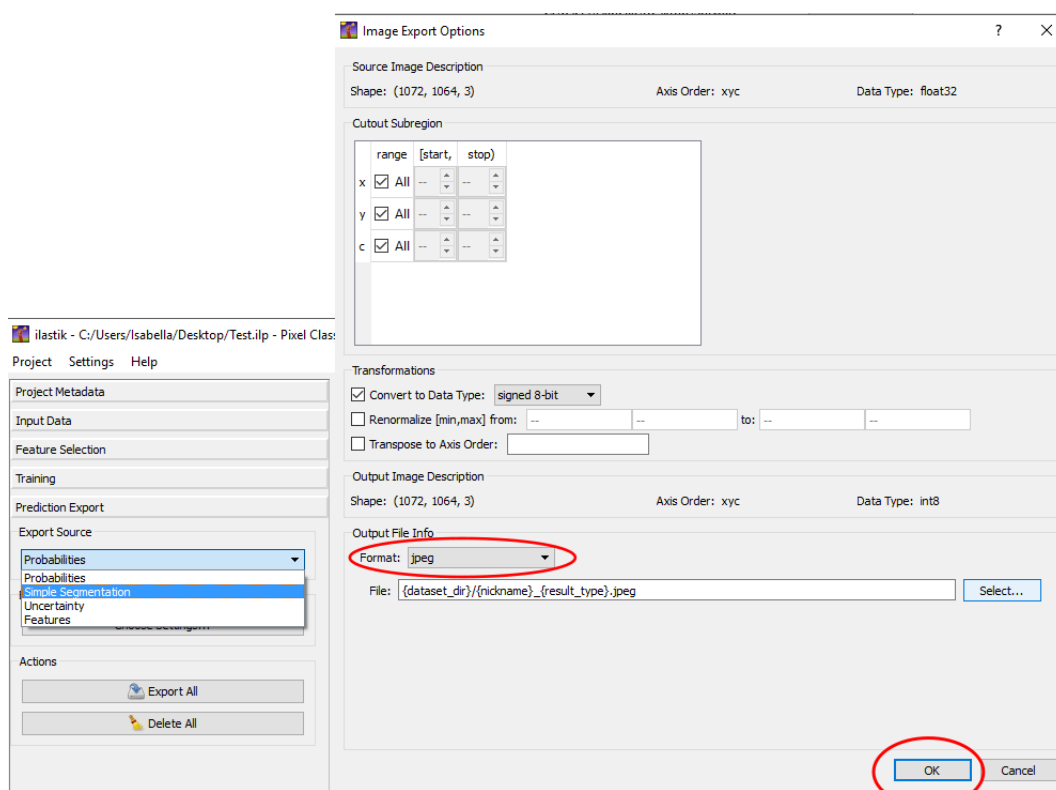 Image Export Options
?
Source Image Description
Shape: (1072, 1064, 3) Axis Order: xyc Data Type: float32
Cutout Subregion
range [start, stop)
x All -- --
y All -- --
c All -- --
Transformations
Convert to Data Type: signed 8-bit
Renormalize [min,max] from: -- -- to: -- --
Transpose to Axis Order:
Output Image Description
Shape: (1072, 1064, 3) Axis Order: xyc Data Type: int8
Output File Info
Format: jpeg
File: {dataset_dir}/{nickname}_{result_type}.jpeg Select...
OK Cancel
ilastik - C:/Users/Isabella/Desktop/Test.ilp - Pixel Clas
Project Settings Help
Project Metadata
Input Data
Feature Selection
Training
Prediction Export
Export Source
Probabilities
Probabilities
Simple Segmentation
Uncertainty
Features
Actions
Export All
Delete All